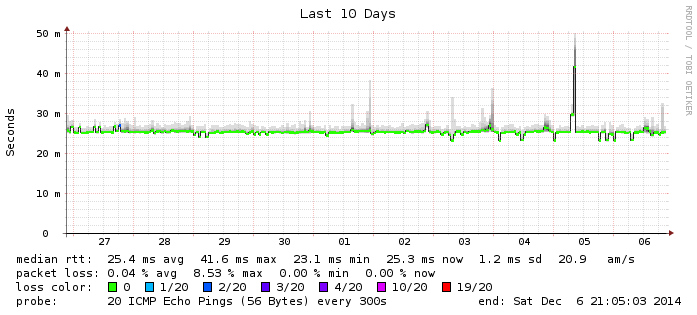 Last 10 Days
RRDTOOL / TOBI OETIKER
Seconds
50 m
40 m
30 m
20 m
10 m
0
27 28 29 30 01 02 03 04 05 06
median rtt: 25.4 ms avg 41.6 ms max 23.1 ms min 25.3 ms now 1.2 ms sd 20.9 am/s
packet loss: 0.04 % avg 8.53 % max 0.00 % min 0.00 % now
loss color: 0 1/20 2/20 3/20 4/20 10/20 19/20
probe: 20 ICMP Echo Pings (56 Bytes) every 300s end: Sat Dec 6 21:05:03 2014